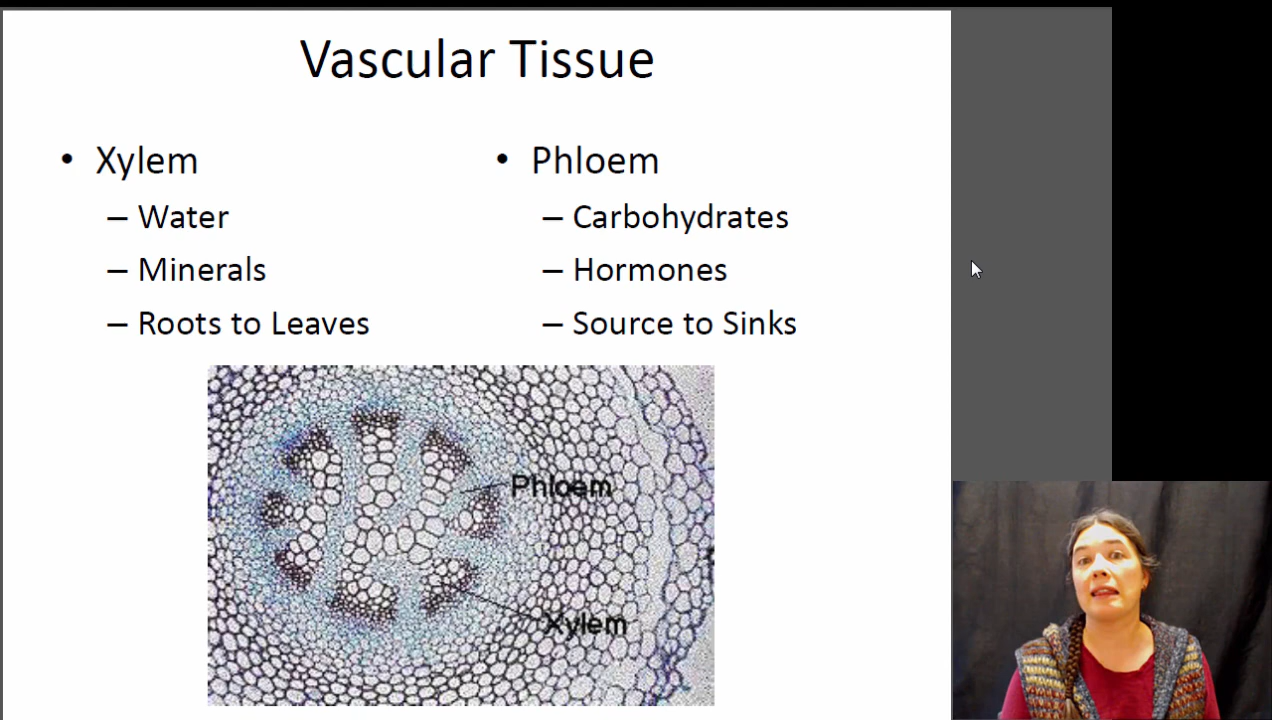 Vascular Tissue
• Xylem
– Water
– Minerals
– Roots to Leaves
• Phloem
– Carbohydrates
– Hormones
– Source to Sinks
Phloem
Xylem